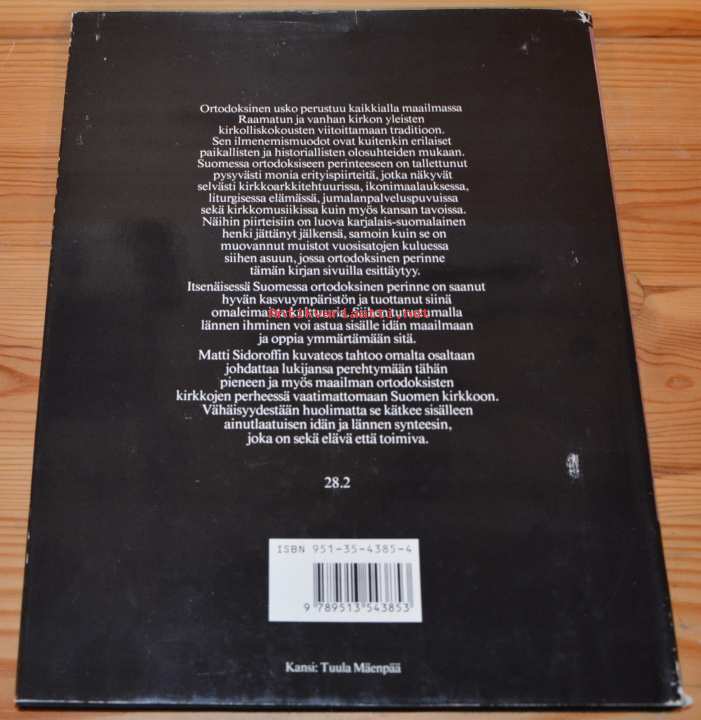 Ortodoksinen usko perustuu kaikkialla maailmassa
Raamatun ja vanhan kirkon yleisten
kirkolliskokousten viitoittamaan traditioon.
Sen ilmenemismuodot ovat kuitenkin erilaiset
paikallisten ja historiallisten olosuhteiden mukaan.
Suomessa ortodoksiseen perinteeseen on tallettunut
pysyvästi monia erityispiirteitä, jotka näkyvät
selvästi kirkkoarkkitehtuurissa, ikonimaalauksessa,
liturgisessa elämässä, jumalanpalveluspuvuissa
sekä kirkkomusiikissa kuin myös kansan tavoissa.
Näihin piirteisiin on luova karjalais-suomalainen
henki jättänyt jälkensä, samoin kuin se on
muovannut muistot vuosisatojen kuluessa
siihen asuun, jossa ortodoksinen perinne
tämän kirjan sivuilla esittäytyy.
Itsenäisessä Suomessa ortodoksinen perinne on saanut
hyvän kasvuympäristön ja tuottanut siinä
omaleimaista kulttuuria. Siihen tutustumalla
Antikvariaatti.net
lännen ihminen voi astua sisälle idän maailmaan
ja oppia ymmärtämään sitä.
Matti Sidoroffin kuvateos tahtoo omalta osaltaan
johdattaa lukijansa perehtymään tähän
pieneen ja myös maailman ortodoksisten
kirkkojen perheessä vaatimattomaan Suomen kirkkoon.
Vähäisyydestään huolimatta se kätkee sisälleen
ainutlaatuisen idän ja lännen synteesin,
joka on sekä elävä että toimiva.
28.2
ISBN 951-35-4385-4
9 789513 543853
Kansi: Tuula Mäenpää